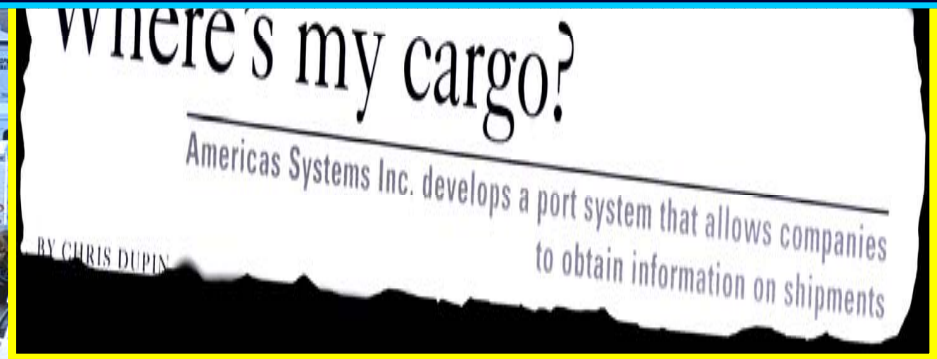 Where's my cargo?
Americas Systems Inc. develops a port system that allows companies
to obtain information on shipments
BY CHRIS DUPIN